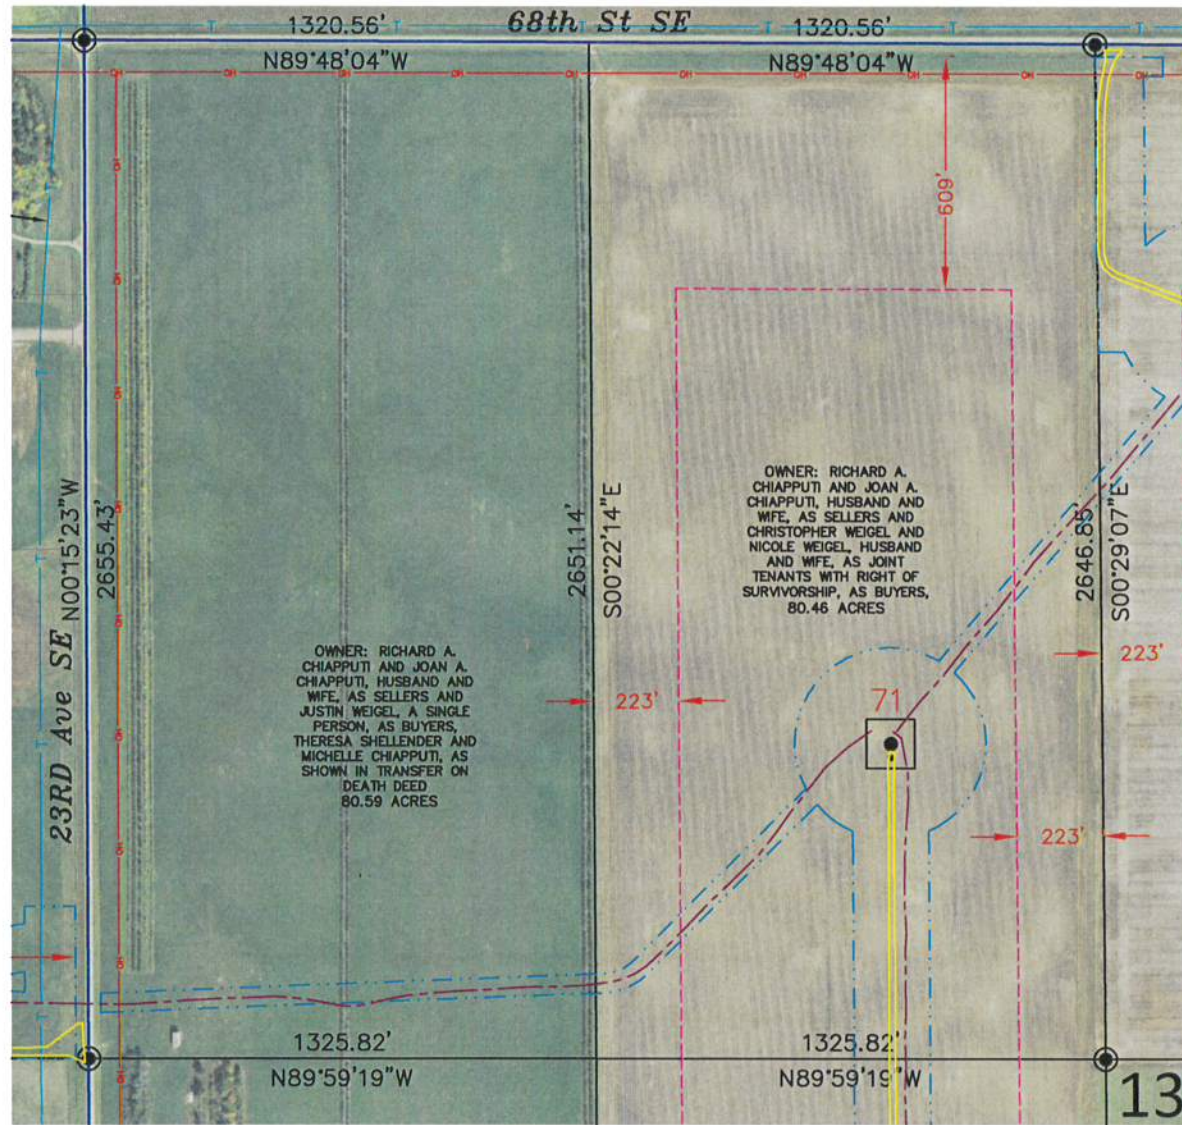 1320.56'
68th St SE
1320.56'
N89°48'04"W
N89°48'04"W
609'
N00°15'23"W
2655.43'
23RD Ave SE
2651.14'
S00°22'14"E
2646.85'
S00°29'07"E
OWNER: RICHARD A.
CHIAPPUTI AND JOAN A.
CHIAPPUTI, HUSBAND AND
WIFE, AS SELLERS AND
CHRISTOPHER WEIGEL AND
NICOLE WEIGEL, HUSBAND
AND WIFE, AS JOINT
TENANTS WITH RIGHT OF
SURVIVORSHIP, AS BUYERS,
80.46 ACRES
OWNER: RICHARD A.
CHIAPPUTI AND JOAN A.
CHIAPPUTI, HUSBAND AND
WIFE, AS SELLERS AND
JUSTIN WEIGEL, A SINGLE
PERSON, AS BUYERS,
THERESA SHELLENDER AND
MICHELLE CHIAPPUTI, AS
SHOWN IN TRANSFER ON
DEATH DEED
80.59 ACRES
223'
71
223'
223'
1325.82'
N89°59'19"W
1325.82'
N89°59'19"W
13